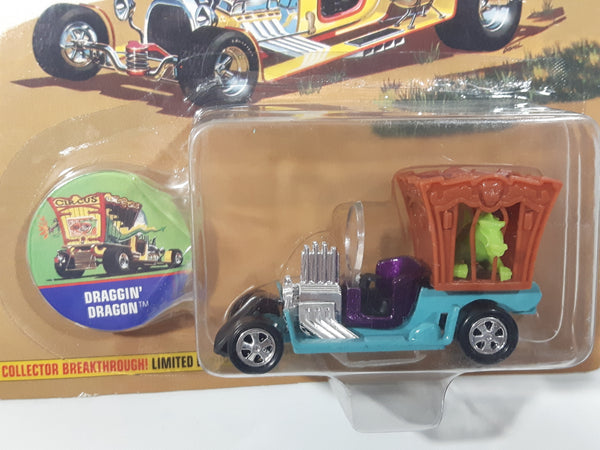 CIRCUS
DRAGGIN'
DRAGON™
COLLECTOR BREAKTHROUGH! LIMITED